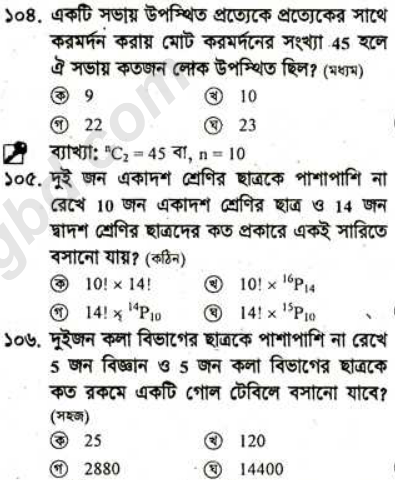 ১০৪. একটি সভায় উপস্থিত প্রত্যেকে প্রত্যেকের সাথে
করমর্দন করায় মোট করমর্দনের সংখ্যা 45 হলে
ঐ সভায় কতজন লোক উপস্থিত ছিল? (মধ্যম)
ক 9 খ 10
গ 22 ঘ 23
ব্যাখ্যা: ⁿC₂ = 45 বা, n = 10
১০৫. দুই জন একাদশ শ্রেণির ছাত্রকে পাশাপাশি না
রেখে 10 জন একাদশ শ্রেণির ছাত্র ও 14 জন
দ্বাদশ শ্রেণির ছাত্রদের কত প্রকারে একই সারিতে
বসানো যায়? (কঠিন)
ক 10! × 14! খ 10! × ¹⁶P₁₄
গ 14! × ¹⁴P₁₀ ঘ 14! × ¹⁵P₁₀
১০৬. দুইজন কলা বিভাগের ছাত্রকে পাশাপাশি না রেখে
5 জন বিজ্ঞান ও 5 জন কলা বিভাগের ছাত্রকে
কত রকমে একটি গোল টেবিলে বসানো যাবে?
(সহজ)
ক 25 খ 120
গ 2880 ঘ 14400